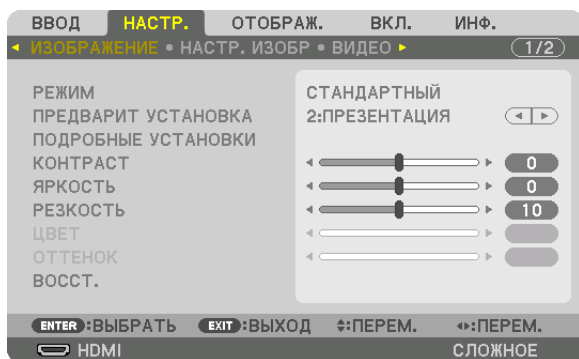 ВВОД НАСТР. ОТОБРАЖ. ВКЛ. ИНФ.
ИЗОБРАЖЕНИЕ • НАСТР. ИЗОБР • ВИДЕО 1/2
РЕЖИМ СТАНДАРТНЫЙ
ПРЕДВАРИТ УСТАНОВКА 2:ПРЕЗЕНТАЦИЯ
ПОДРОБНЫЕ УСТАНОВКИ
КОНТРАСТ 0
ЯРКОСТЬ 0
РЕЗКОСТЬ 10
ЦВЕТ
ОТТЕНОК
ВОССТ.
ENTER :ВЫБРАТЬ EXIT :ВЫХОД :ПЕРЕМ. :ПЕРЕМ.
HDMI СЛОЖНОЕ